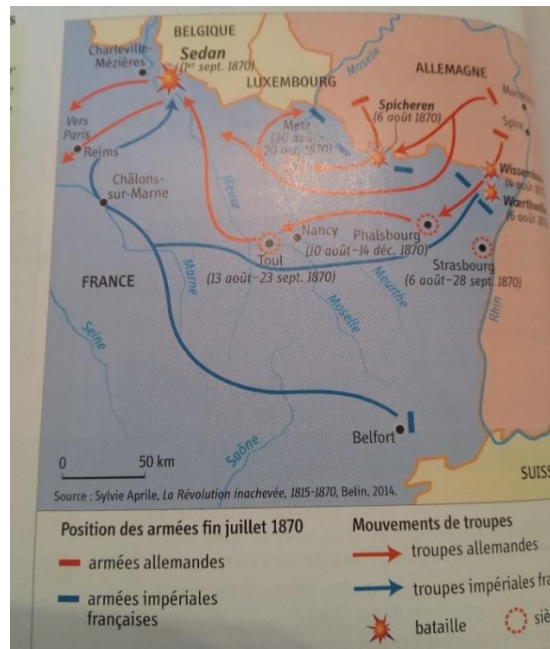 BELGIQUE
Charleville-
Mézières
Sedan
(1er sept. 1870)
LUXEMBOURG
Moselle
ALLEMAGNE
Spicheren
(6 août 1870)
Metz
(20 août-
20 oct. 1870)
Vers
Paris
Reims
Châlons-
sur-Marne
Meuse
Nancy
(10 août-14 déc. 1870)
Phalsbourg
Toul
(13 août-23 sept. 1870)
Strasbourg
(6 août-28 sept. 1870)
FRANCE
Marne
Moselle
Meurthe
Rhin
Seine
Saône
Belfort
0 50 km
SUIS
Source : Sylvie Aprile, La Révolution inachevée, 1815-1870, Belin, 2014.
Position des armées fin juillet 1870
armées allemandes
armées impériales
françaises
Mouvements de troupes
troupes allemandes
troupes impériales
bataille